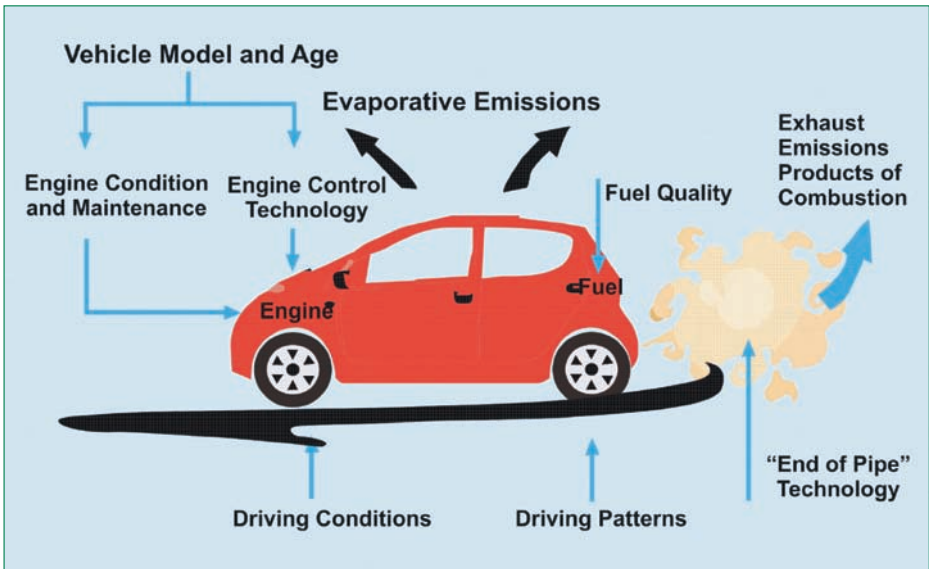 Vehicle Model and Age
Evaporative Emissions
Exhaust
Emissions
Products of
Combustion
Engine Condition
and Maintenance
Engine Control
Technology
Fuel Quality
Engine
Fuel
"End of Pipe"
Technology
Driving Conditions
Driving Patterns